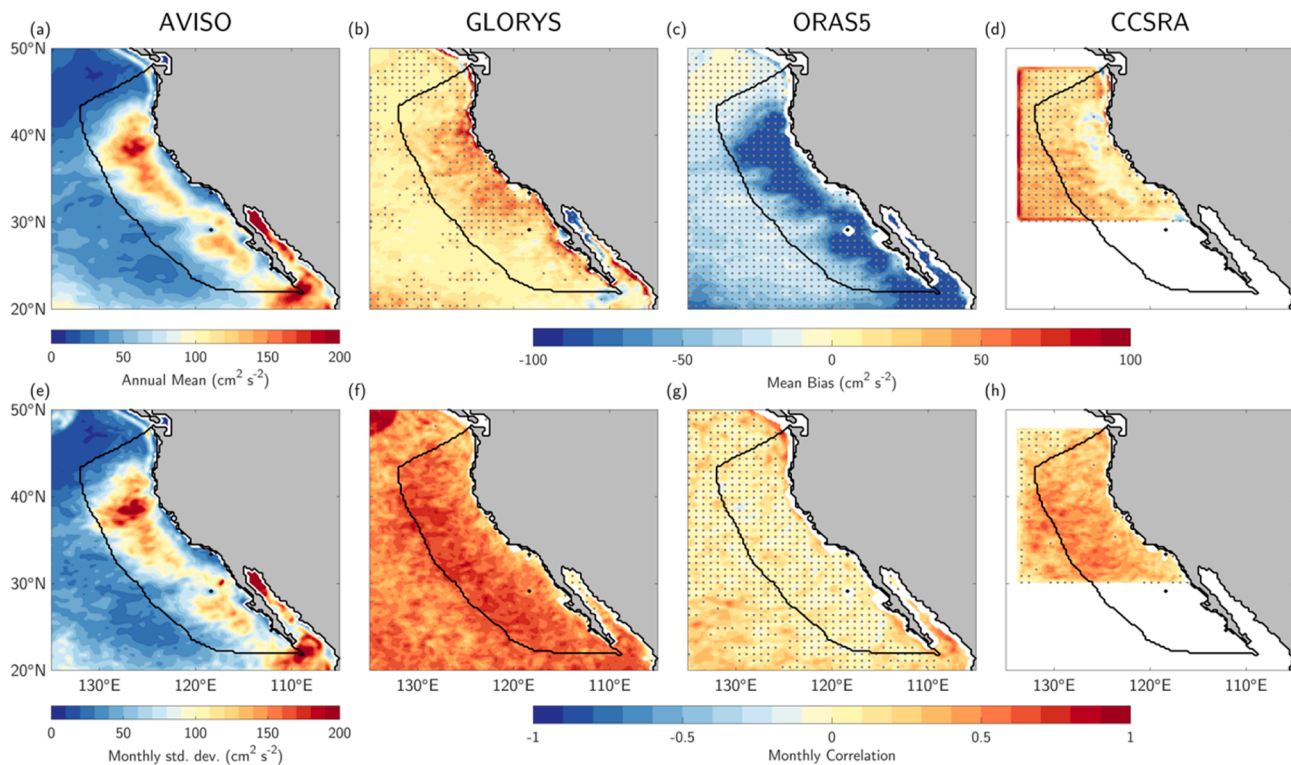 AVISO GLORYS ORAS5 CCSRA
(a) (b) (c) (d)
50°N
40°N
30°N
20°N
0 50 100 150 200 -100 -50 0 50 100
Annual Mean (cm² s⁻²) Mean Bias (cm² s⁻²)
(e) (f) (g) (h)
50°N
40°N
30°N
20°N
130°E 120°E 110°E 130°E 120°E 110°E 130°E 120°E 110°E 130°E 120°E 110°E
0 50 100 150 200 -1 -0.5 0 0.5 1
Monthly std. dev. (cm² s⁻²) Monthly Correlation